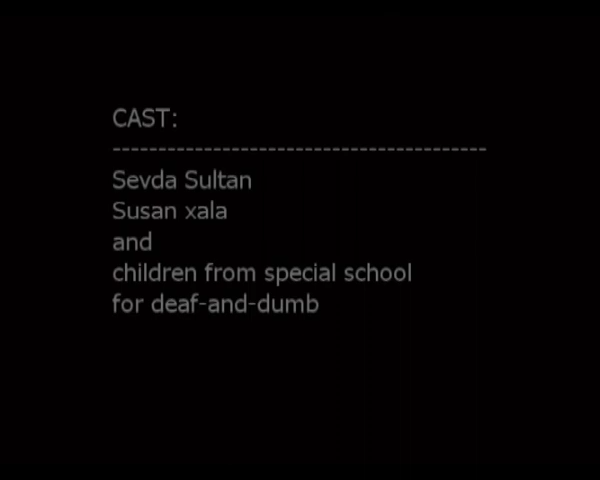 CAST:
-----------------------------------------
Sevda Sultan
Susan xala
and
children from special school
for deaf-and-dumb